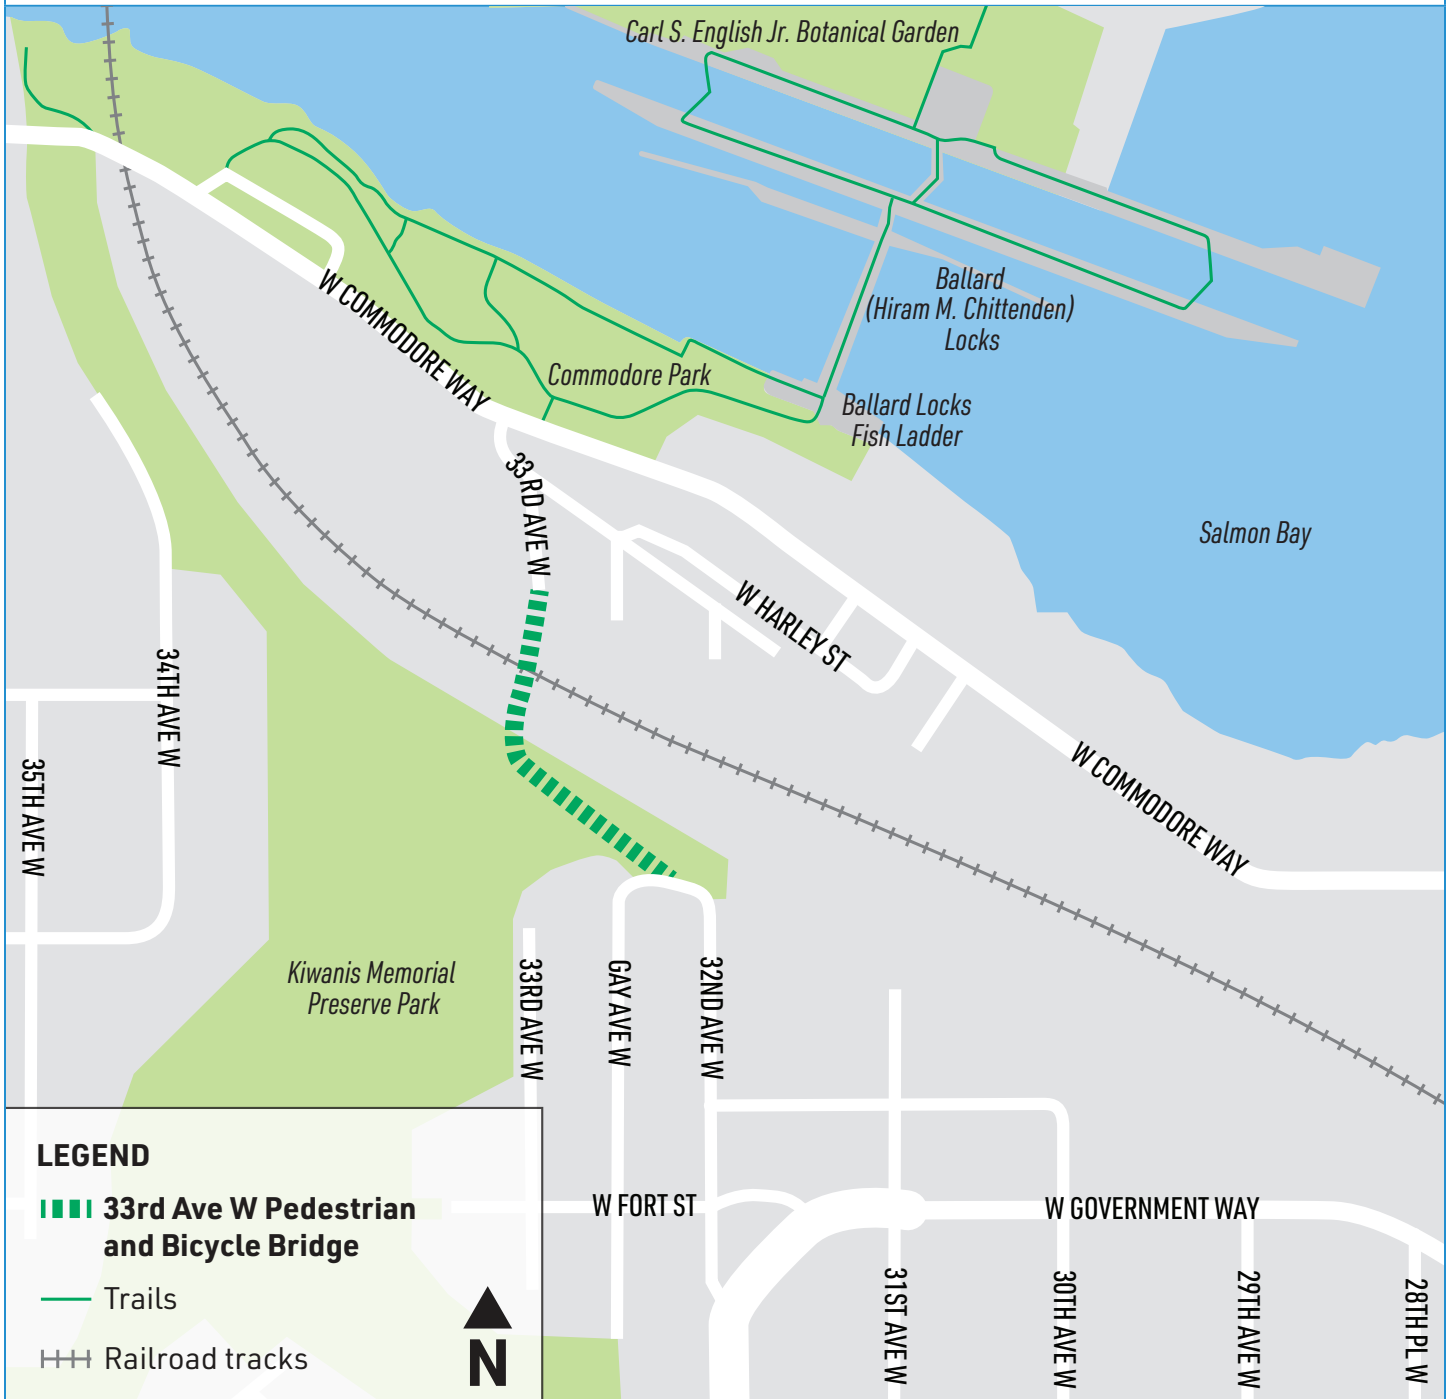 Carl S. English Jr. Botanical Garden
Ballard
(Hiram M. Chittenden)
Locks
W COMMODORE WAY
Commodore Park
Ballard Locks
Fish Ladder
33RD AVE W
Salmon Bay
W HARLEY ST
34TH AVE W
35TH AVE W
W COMMODORE WAY
Kiwanis Memorial
Preserve Park
33RD AVE W
GAY AVE W
32ND AVE W
W FORT ST
W GOVERNMENT WAY
31ST AVE W
30TH AVE W
29TH AVE W
28TH PL W
LEGEND
33rd Ave W Pedestrian
and Bicycle Bridge
Trails
Railroad tracks
N